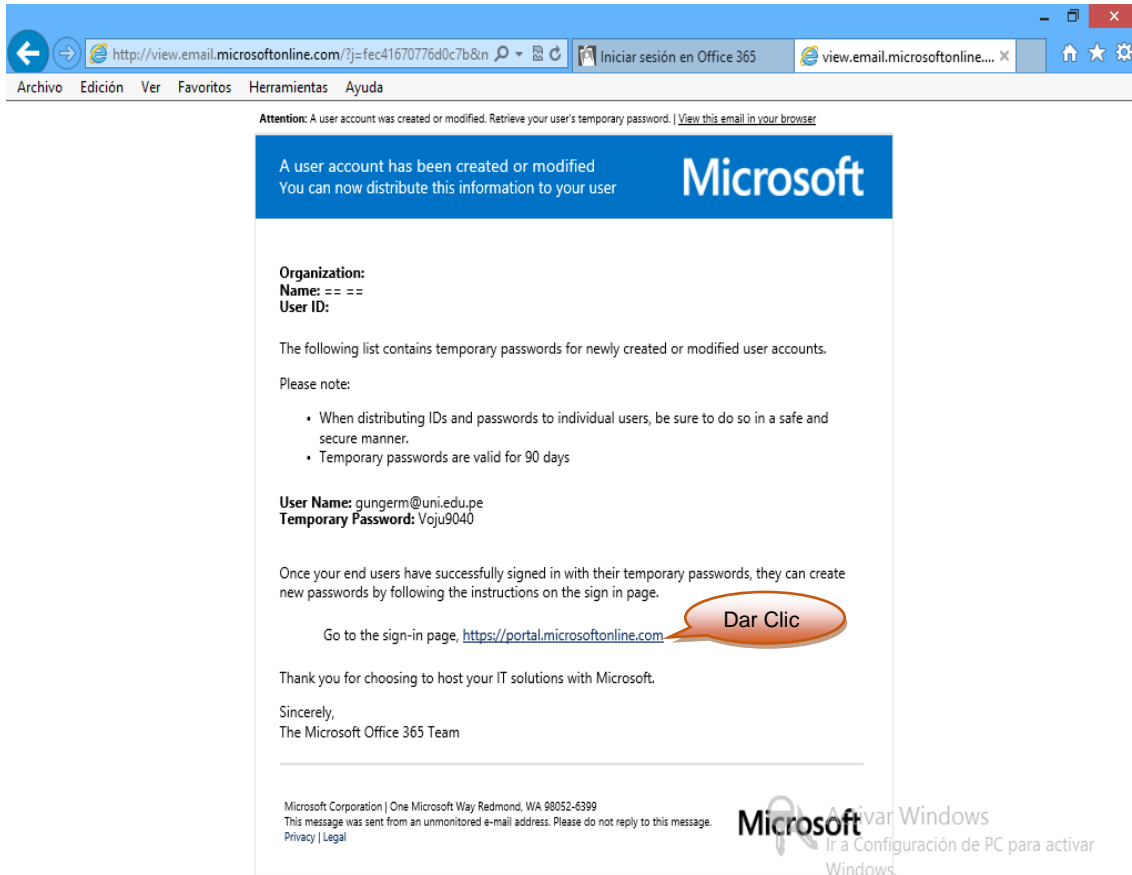 http://view.email.microsoftonline.com/?j=fec41670776d0c7b&n
Iniciar sesión en Office 365
view.email.microsoftonline....
Archivo Edición Ver Favoritos Herramientas Ayuda
Attention: A user account was created or modified. Retrieve your user's temporary password. | View this email in your browser
A user account has been created or modified
You can now distribute this information to your user
Microsoft
Organization:
Name: == ==
User ID:
The following list contains temporary passwords for newly created or modified user accounts.
Please note:
• When distributing IDs and passwords to individual users, be sure to do so in a safe and
secure manner.
• Temporary passwords are valid for 90 days
User Name: gungerm@uni.edu.pe
Temporary Password: Voju9040
Once your end users have successfully signed in with their temporary passwords, they can create
new passwords by following the instructions on the sign in page.
Go to the sign-in page, https://portal.microsoftonline.com
Dar Clic
Thank you for choosing to host your IT solutions with Microsoft.
Sincerely,
The Microsoft Office 365 Team
Microsoft Corporation | One Microsoft Way Redmond, WA 98052-6399
This message was sent from an unmonitored e-mail address. Please do not reply to this message.
Privacy | Legal
Microsoft
Activar Windows
Ir a Configuración de PC para activar
Windows.